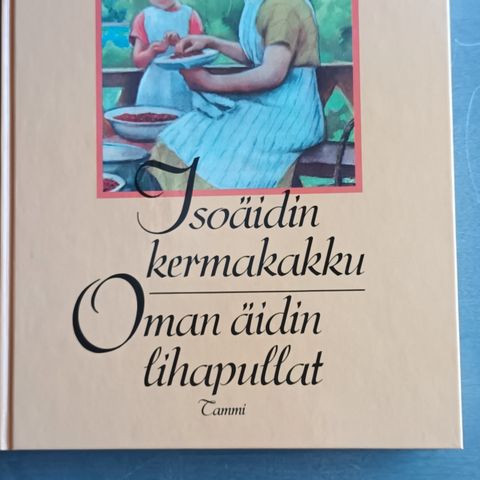 Isoäidin
kermakakku
Oman äidin
lihapullat
Tammi